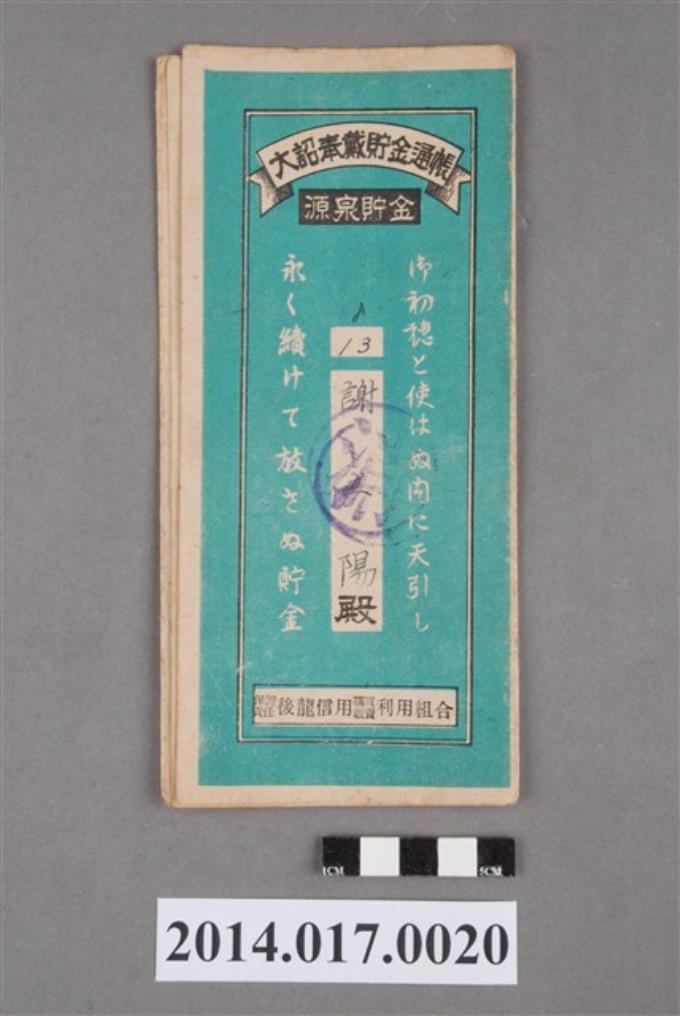 大詔奉戴貯金通帳
源泉貯金
御初穂と使はぬ内に天引し
13
謝
陽
殿
永く續けて放さぬ貯金
後龍信用
利用組合
1CM
5CM
2014.017.0020